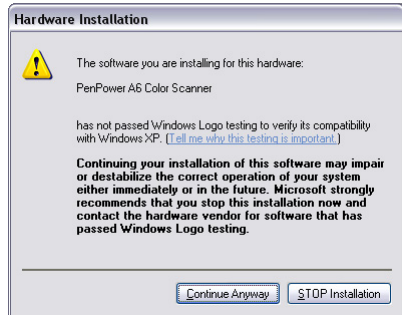 Hardware Installation
The software you are installing for this hardware:
PenPower A6 Color Scanner
has not passed Windows Logo testing to verify its compatibility
with Windows XP. (Tell me why this testing is important.)
Continuing your installation of this software may impair
or destabilize the correct operation of your system
either immediately or in the future. Microsoft strongly
recommends that you stop this installation now and
contact the hardware vendor for software that has
passed Windows Logo testing.
Continue Anyway STOP Installation